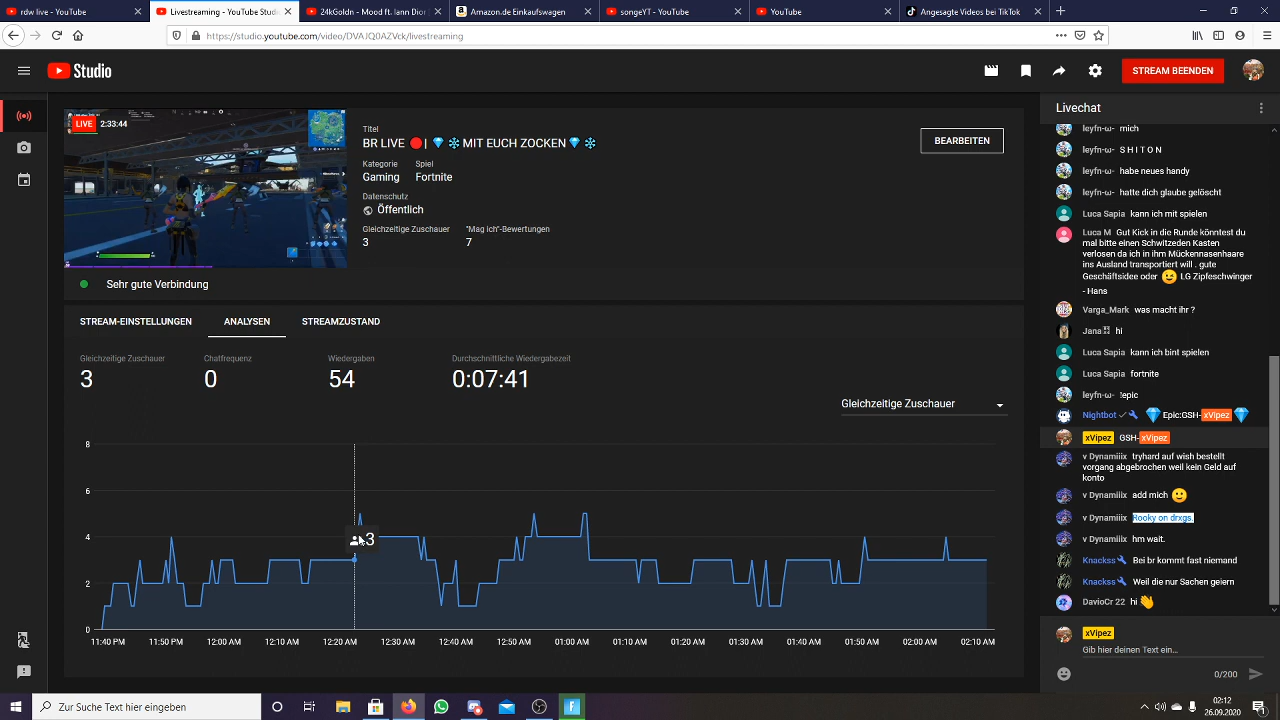 rdw live - YouTube
Livestreaming - YouTube Studi
24kGoldn - Mood ft. Iann Dior
Amazon.de Einkaufswagen
songeYT - YouTube
YouTube
Angesagte Videos bei TikTok
https://studio.youtube.com/video/DVAJQ0AZVck/livestreaming
Studio
STREAM BEENDEN
LIVE 2:33:44
Titel
BR LIVE 🔴| 💎 ❄ MIT EUCH ZOCKEN 💎 ❄
BEARBEITEN
Kategorie Spiel
Gaming Fortnite
Datenschutz
Öffentlich
Gleichzeitige Zuschauer "Mag ich"-Bewertungen
3 7
Sehr gute Verbindung
STREAM-EINSTELLUNGEN ANALYSEN STREAMZUSTAND
Gleichzeitige Zuschauer Chatfrequenz Wiedergaben Durchschnittliche Wiedergabezeit
3 0 54 0:07:41
Gleichzeitige Zuschauer
8
6
4
2
0
3
11:40 PM 11:50 PM 12:00 AM 12:10 AM 12:20 AM 12:30 AM 12:40 AM 12:50 AM 01:00 AM 01:10 AM 01:20 AM 01:30 AM 01:40 AM 01:50 AM 02:00 AM 02:10 AM
Livechat
leyfn-ω- mich
leyfn-ω- S H I T O N
leyfn-ω- habe neues handy
leyfn-ω- hatte dich glaube gelöscht
Luca Sapia kann ich mit spielen
Luca M Gut Kick in die Runde könntest du
mal bitte einen Schwitzeden Kasten
verlosen da ich in ihm Mückennasenhaare
ins Ausland transportiert will . gute
Geschäftsidee oder 😉 LG Zipfeschwinger
- Hans
Varga_Mark was macht ihr ?
Jana hi
Luca Sapia kann ich bint spielen
Luca Sapia fortnite
leyfn-ω- !epic
Nightbot 💎 Epic:GSH-xVipez 💎
xVipez GSH-xVipez
v Dynamiiix tryhard auf wish bestellt
vorgang abgebrochen weil kein Geld auf
konto
v Dynamiiix add mich 🙂
v Dynamiiix Rooky on drxgs.
v Dynamiiix hm wait.
Knackss Bei br kommt fast niemand
Knackss Weil die nur Sachen geiern
DavioCr 22 hi 👋
xVipez
Gib hier deinen Text ein...
0/200
Zur Suche Text hier eingeben
02:12
26.09.2020